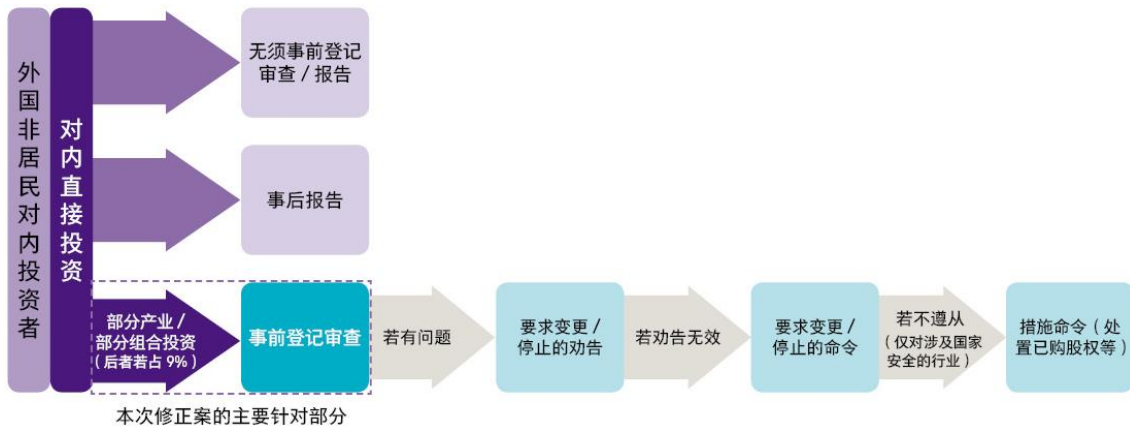 外国非居民对内投资者
对内直接投资
无须事前登记
审查 / 报告
事后报告
部分产业 /
部分组合投资
（后者若占 9%）
事前登记审查
若有问题
要求变更 /
停止的劝告
若劝告无效
要求变更 /
停止的命令
若不遵从
（仅对涉及国家
安全的行业）
措施命令（处
置已购股权等）
本次修正案的主要针对部分